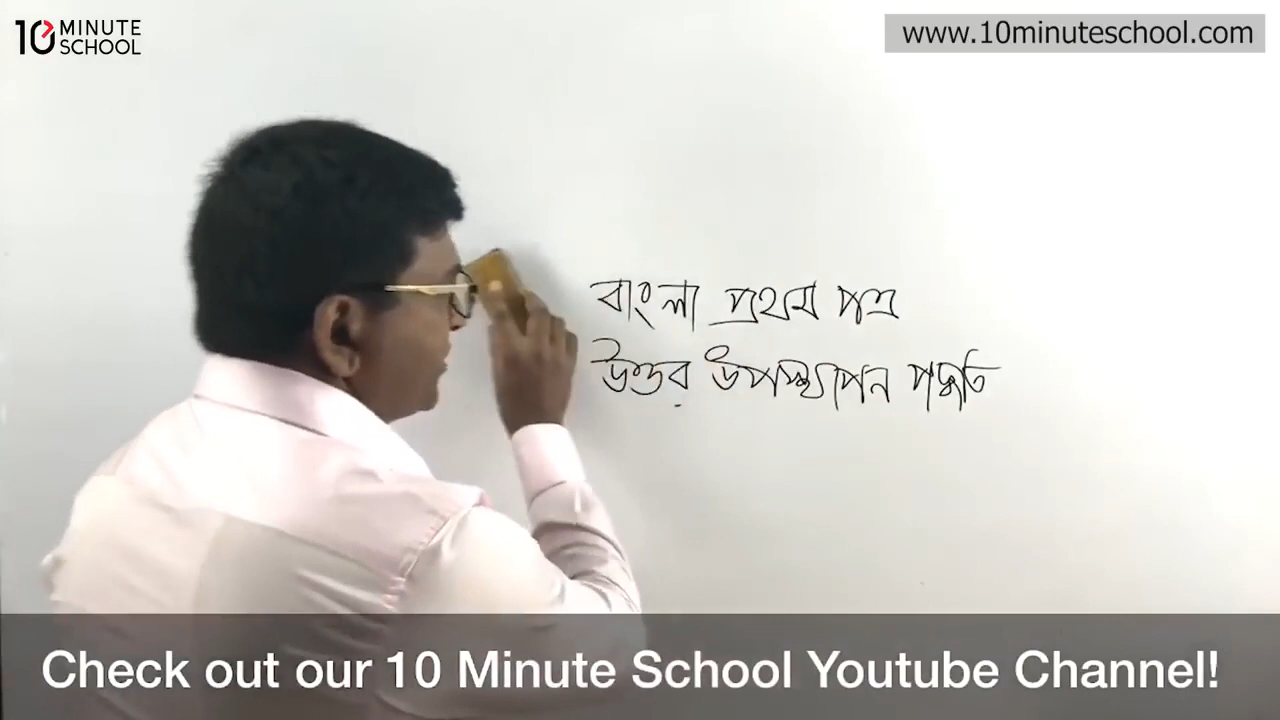 10 MINUTE
SCHOOL
www.10minuteschool.com
বাংলা প্রথম পত্র
উত্তর উপস্থাপন পদ্ধতি
Check out our 10 Minute School Youtube Channel!